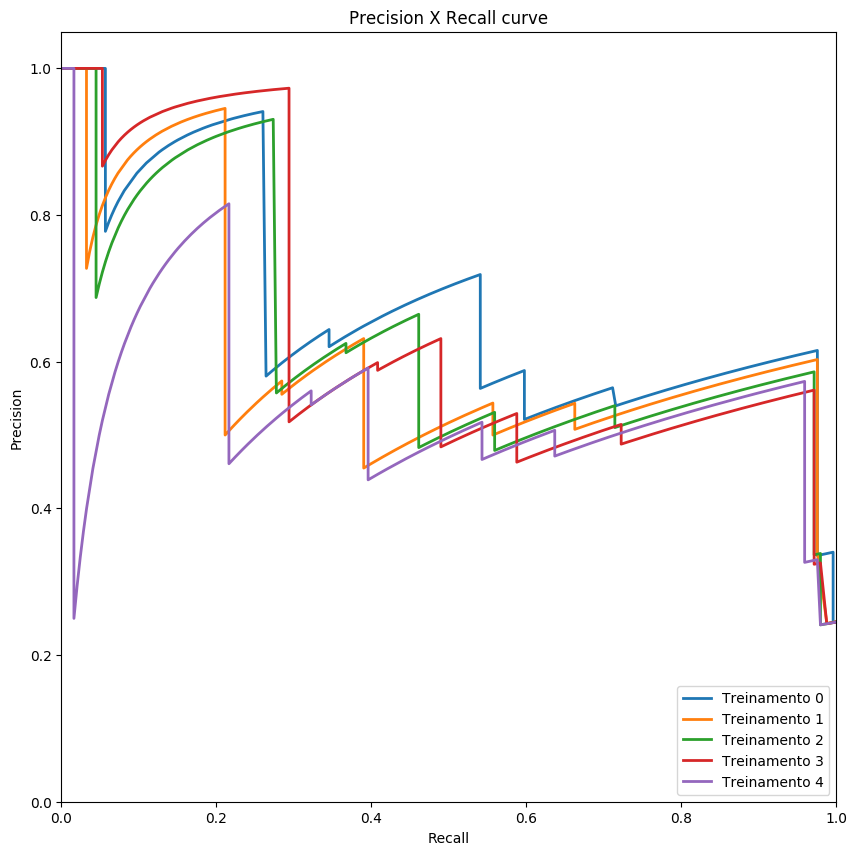 Precision X Recall curve
Precision
1.0
0.8
0.6
0.4
0.2
0.0
0.0 0.2 0.4 0.6 0.8 1.0
Recall
Treinamento 0
Treinamento 1
Treinamento 2
Treinamento 3
Treinamento 4